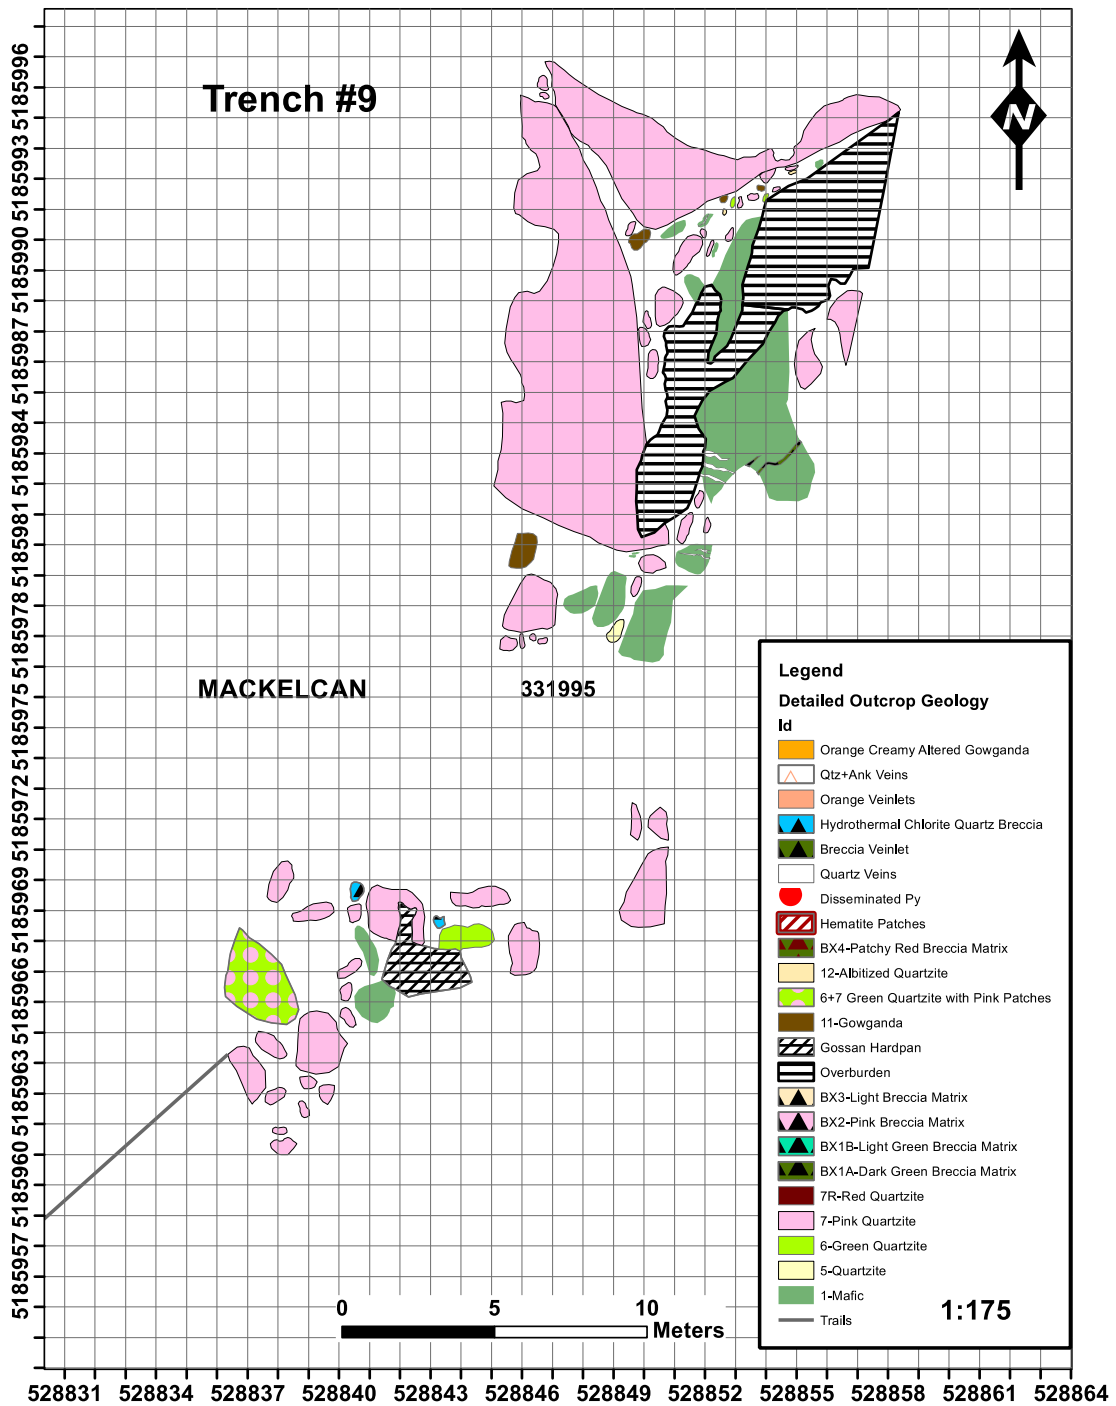 Trench #9
N
5185996
5185993
5185990
5185987
5185984
5185981
5185978
5185975
5185972
5185969
5185966
5185963
5185960
5185957
MACKELCAN 331995
Legend
Detailed Outcrop Geology
Id
Orange Creamy Altered Gowganda
Qtz+Ank Veins
Orange Veinlets
Hydrothermal Chlorite Quartz Breccia
Breccia Veinlet
Quartz Veins
Disseminated Py
Hematite Patches
BX4-Patchy Red Breccia Matrix
12-Albitized Quartzite
6+7 Green Quartzite with Pink Patches
11-Gowganda
Gossan Hardpan
Overburden
BX3-Light Breccia Matrix
BX2-Pink Breccia Matrix
BX1B-Light Green Breccia Matrix
BX1A-Dark Green Breccia Matrix
7R-Red Quartzite
7-Pink Quartzite
6-Green Quartzite
5-Quartzite
1-Mafic
Trails
1:175
0 5 10
Meters
528831 528834 528837 528840 528843 528846 528849 528852 528855 528858 528861 528864